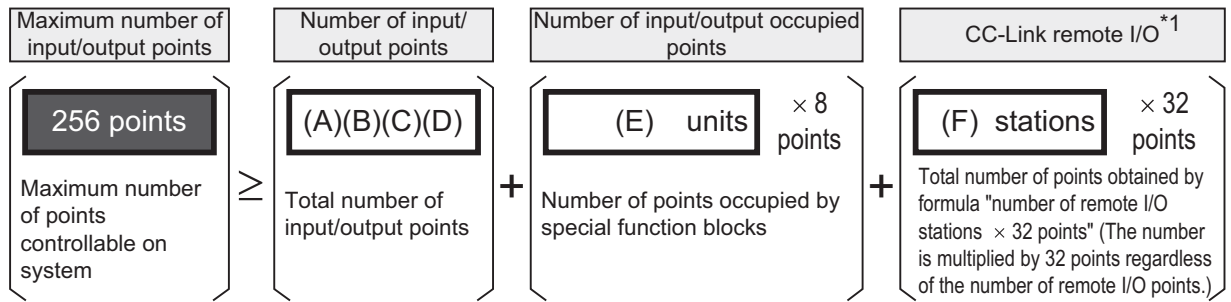 Maximum number of
input/output points
Number of input/
output points
Number of input/output occupied
points
CC-Link remote I/O*1
256 points
Maximum number
of points
controllable on
system
≥
(A)(B)(C)(D)
Total number of
input/output points
+
(E) units
× 8
points
Number of points occupied by
special function blocks
+
(F) stations
× 32
points
Total number of points obtained by
formula "number of remote I/O
stations × 32 points" (The number
is multiplied by 32 points regardless
of the number of remote I/O points.)